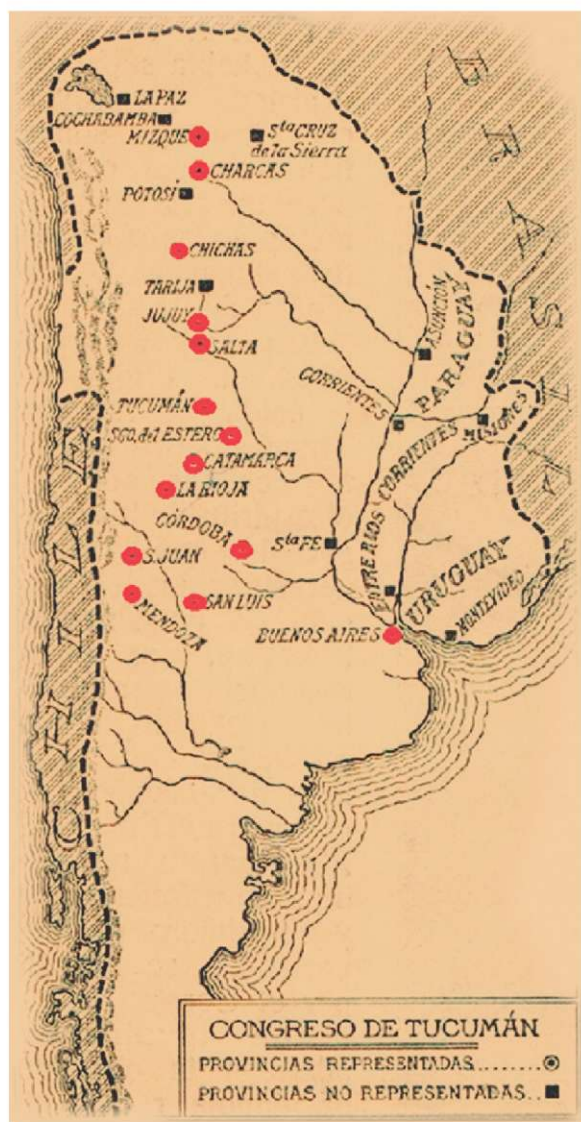 BRASIL
LA PAZ
COCHABAMBA
MIZQUE
Sta CRUZ
de la Sierra
CHARCAS
POTOSÍ
CHICHAS
TARIJA
JUJUY
SALTA
ASUNCIÓN
PARAGUAY
CORRIENTES
TUCUMÁN
SGO. del ESTERO
CORRIENTES
MISIONES
CATAMARCA
LA RIOJA
CÓRDOBA
Sta FE
S. JUAN
ENTRE RIOS
URUGUAY
MONTEVIDEO
MENDOZA
SAN LUIS
BUENOS AIRES
CHILE
CONGRESO DE TUCUMÁN
PROVINCIAS REPRESENTADAS........
PROVINCIAS NO REPRESENTADAS..